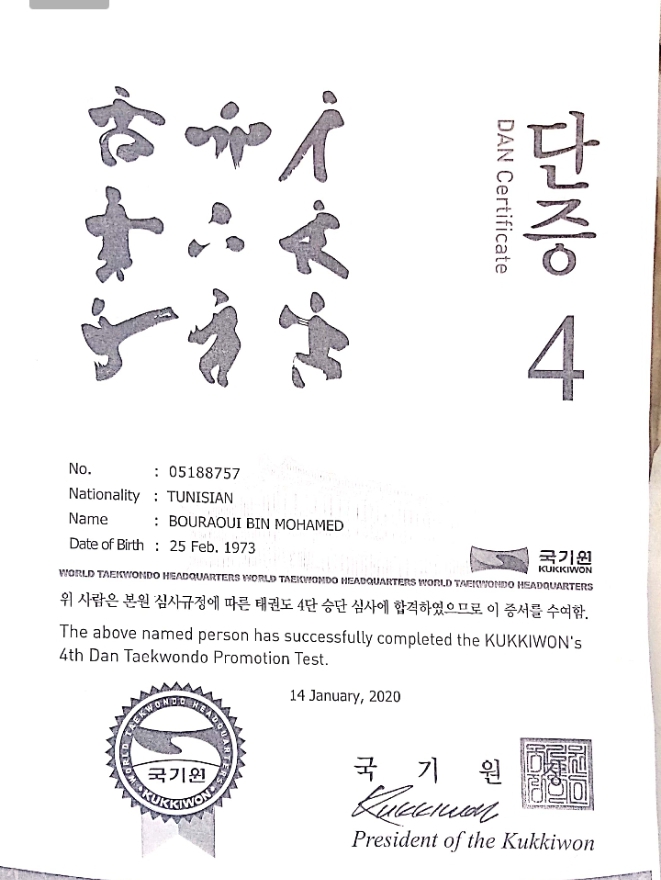 단증
DAN Certificate
4
No. : 05188757
Nationality : TUNISIAN
Name : BOURAOUI BIN MOHAMED
Date of Birth : 25 Feb. 1973
국기원
KUKKIWON
WORLD TAEKWONDO HEADQUARTERS WORLD TAEKWONDO HEADQUARTERS WORLD TAEKWONDO HEADQUARTERS
위 사람은 본원 심사규정에 따른 태권도 4단 승단 심사에 합격하였으므로 이 증서를 수여함.
The above named person has successfully completed the KUKKIWON's
4th Dan Taekwondo Promotion Test.
14 January, 2020
WORLD TAEKWONDO HEADQUARTERS
국기원
KUKKIWON
국 기 원
Kukkiwon
President of the Kukkiwon